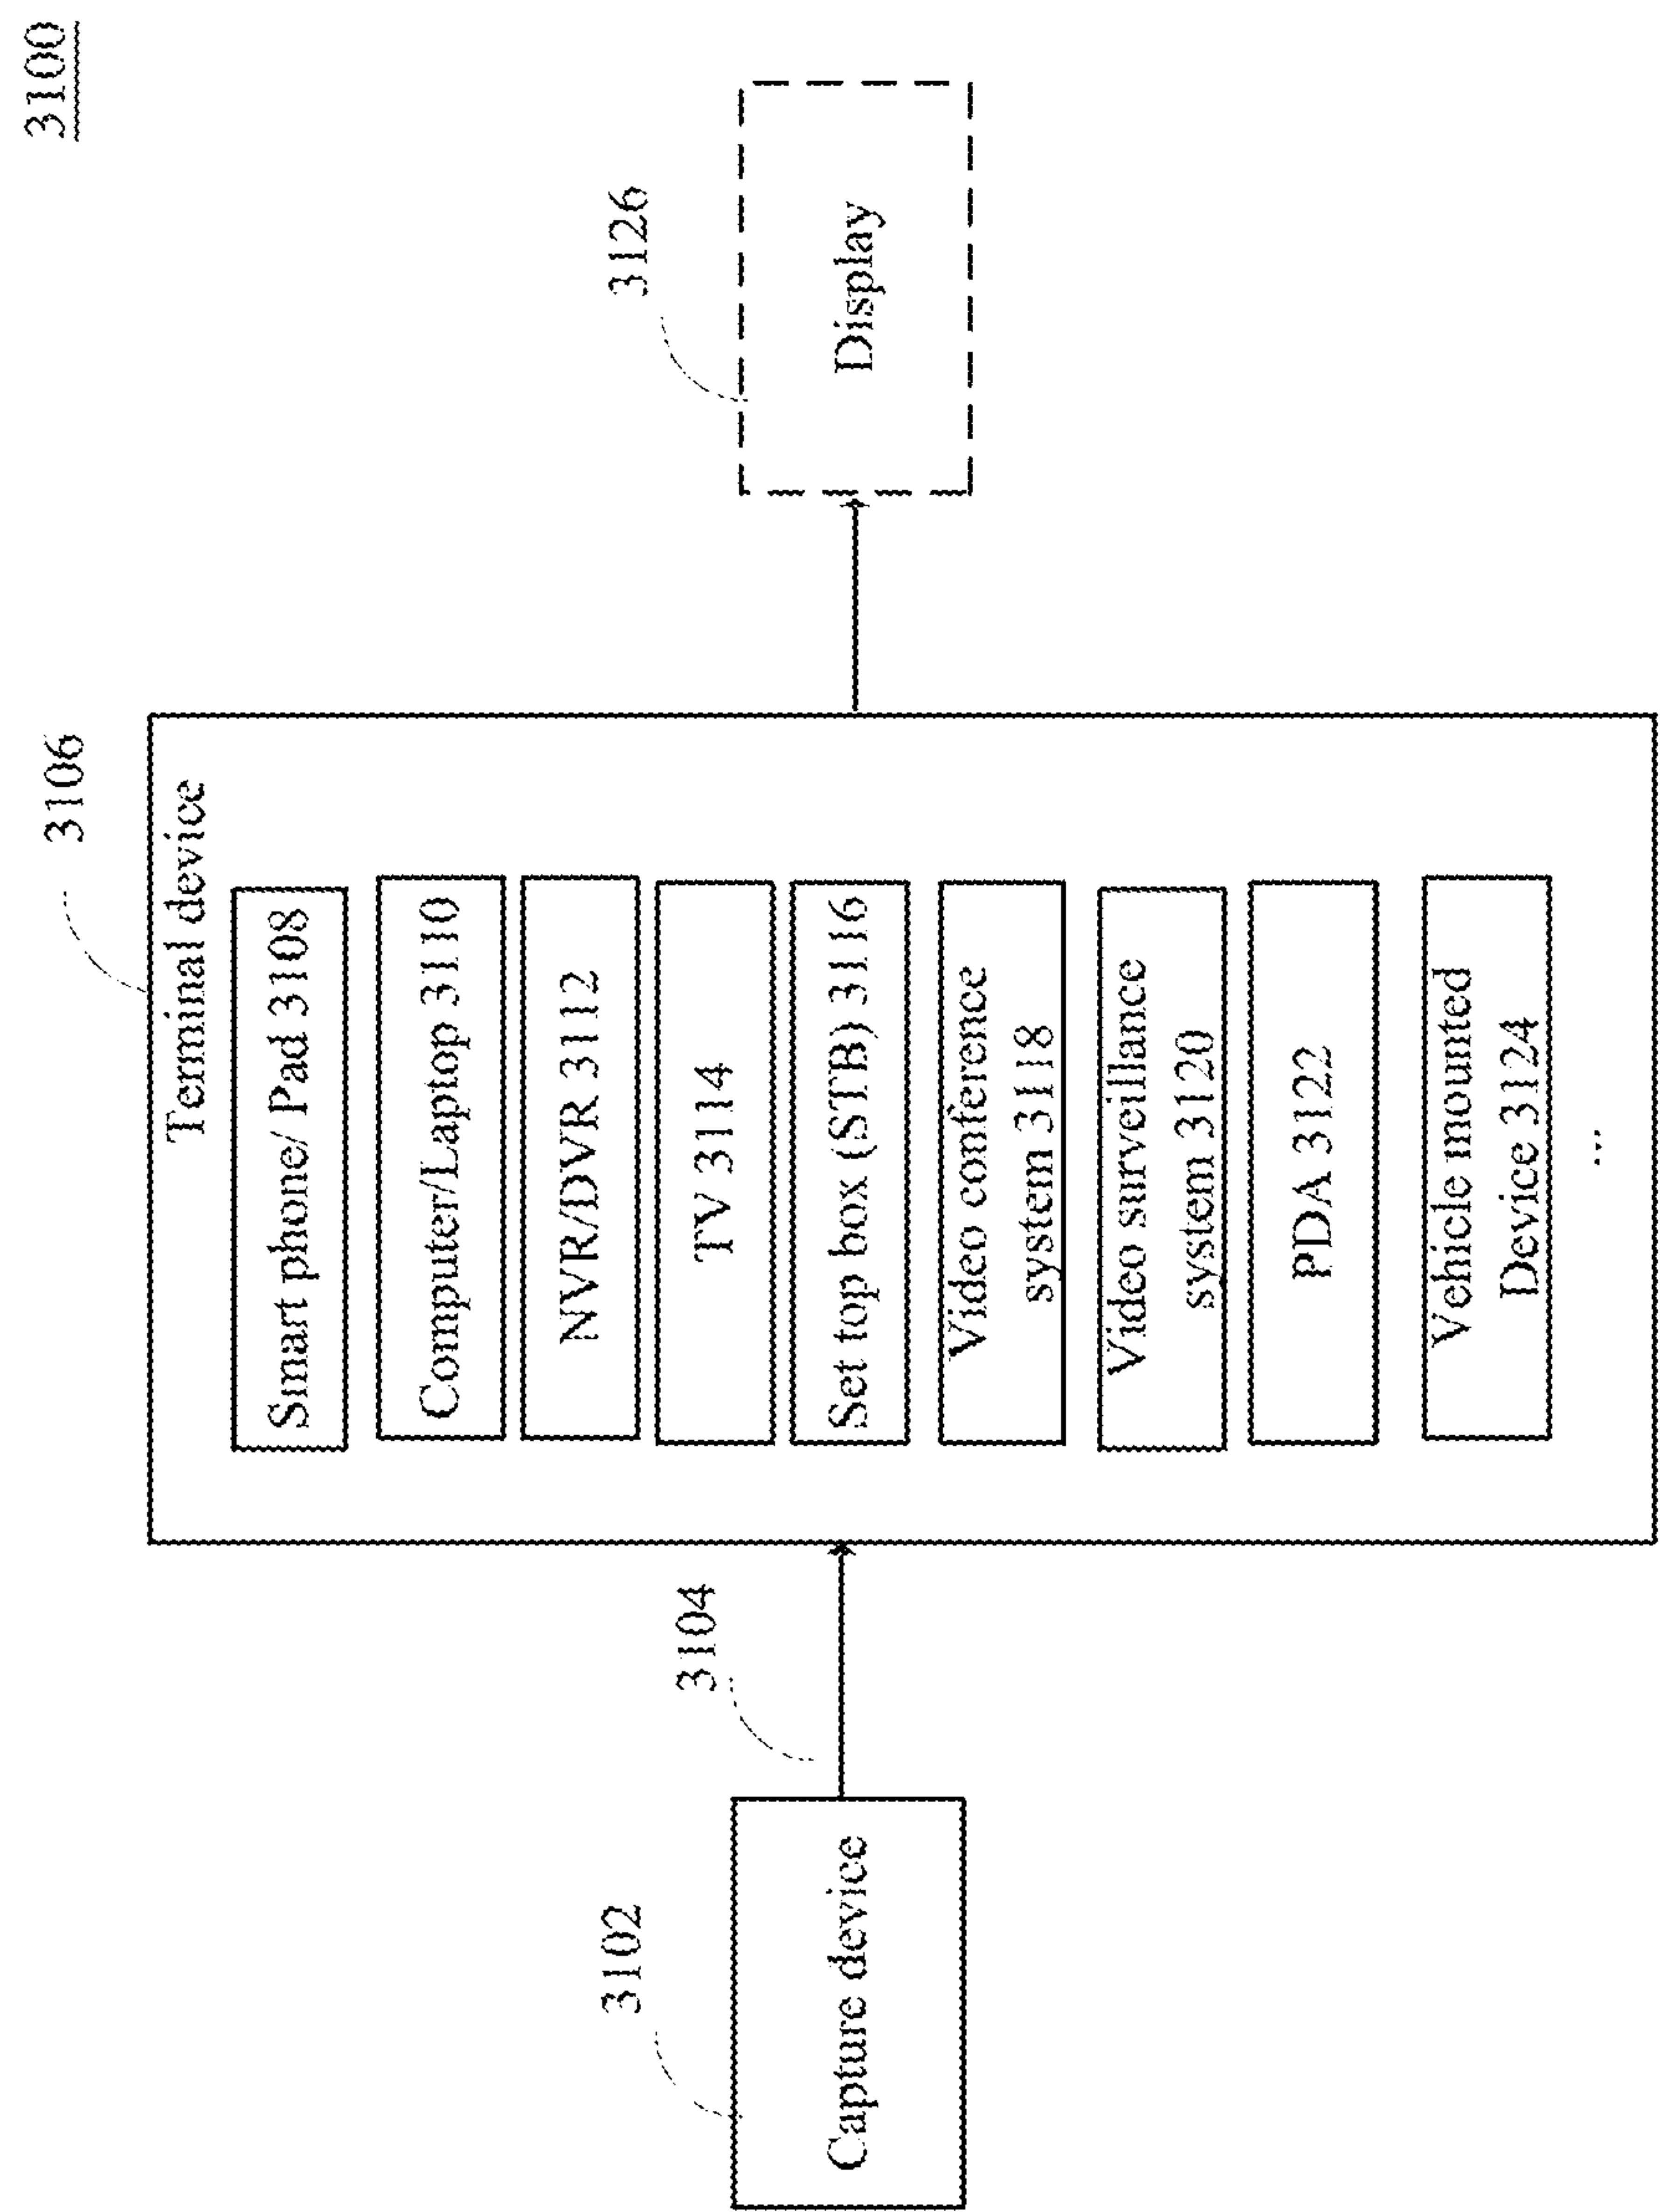 3100
3102
Capture device
3104
3106
Terminal device
Smart phone/ Pad 3108
Computer/Laptop 3110
NVR/DVR 3112
TV 3114
Set top box (STB) 3116
Video conference
system 3118
Video surveillance
system 3120
PDA 3122
Vehicle mounted
Device 3124
...
3126
Display